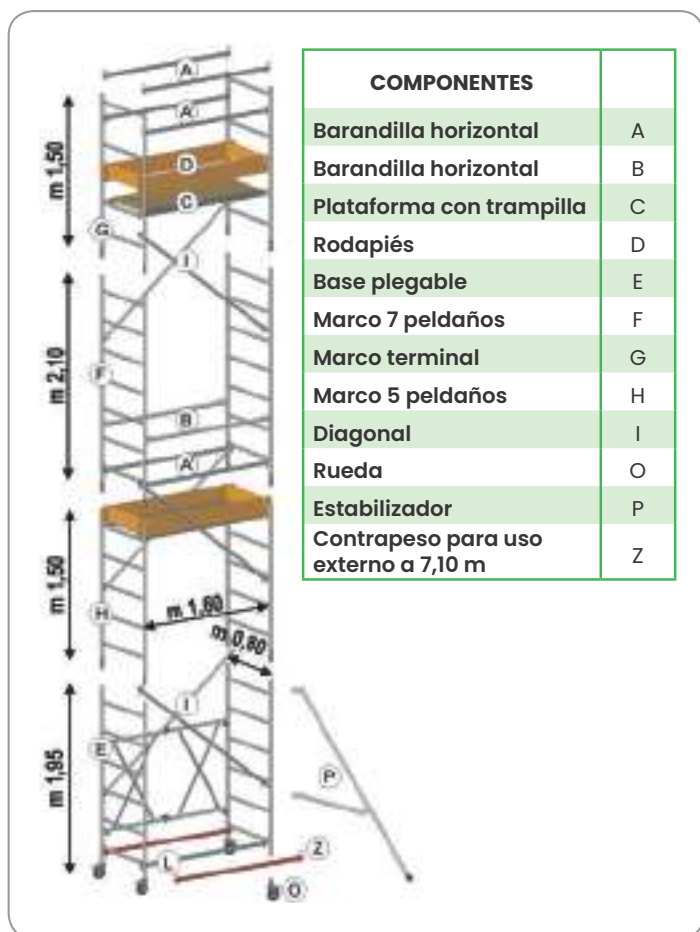 A
A
m 1,50
D
C
G
I
m 2,10
F
B
A
m 1,50
m 1,80
H
m 0,80
I
E
P
m 1,95
Z
L
O
COMPONENTES
Barandilla horizontal A
Barandilla horizontal B
Plataforma con trampilla C
Rodapiés D
Base plegable E
Marco 7 peldaños F
Marco terminal G
Marco 5 peldaños H
Diagonal I
Rueda O
Estabilizador P
Contrapeso para uso
externo a 7,10 m Z